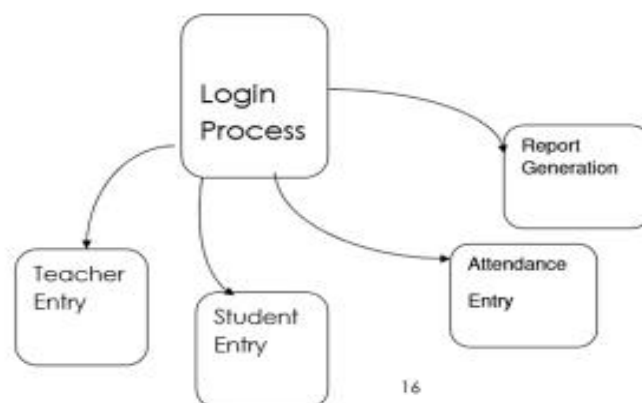 Login
Process
Report
Generation
Teacher
Entry
Student
Entry
Attendance
Entry
16